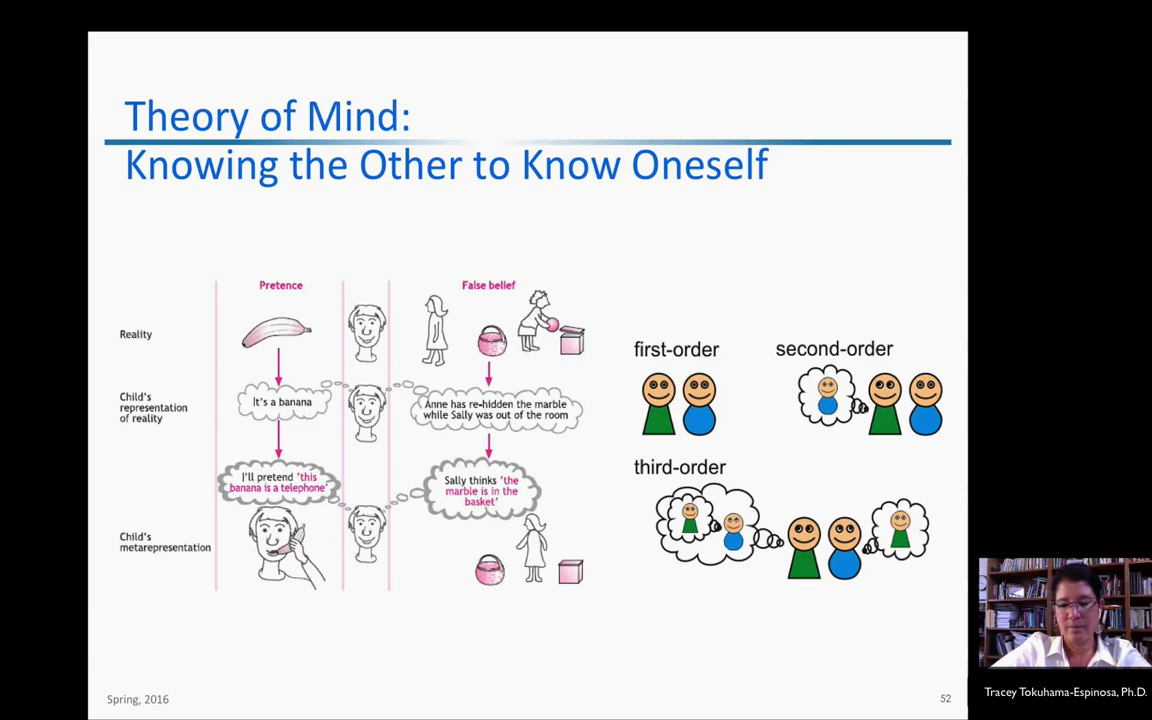 Theory of Mind:
Knowing the Other to Know Oneself
Pretence
False belief
Reality
Child's
representation
of reality
It's a banana
Anne has re-hidden the marble
while Sally was out of the room
I'll pretend 'this
banana is a telephone'
Sally thinks 'the
marble is in the
basket'
Child's
metarepresentation
first-order
second-order
third-order
Spring, 2016
52
Tracey Tokuhama-Espinosa, Ph.D.